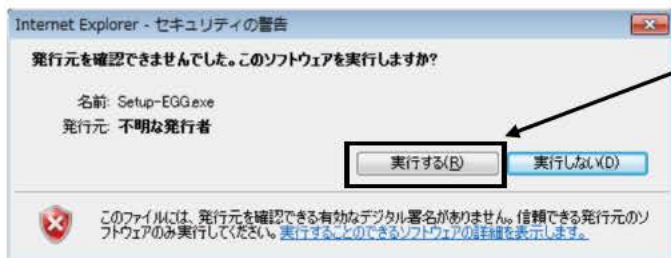 Internet Explorer - セキュリティの警告
発行元を確認できませんでした。このソフトウェアを実行しますか?
名前: Setup-EGG.exe
発行元: 不明な発行者
実行する(R) 実行しない(D)
このファイルには、発行元を確認できる有効なデジタル署名がありません。信頼できる発行元のソ
フトウェアのみ実行してください。実行することのできるソフトウェアの詳細を表示します。